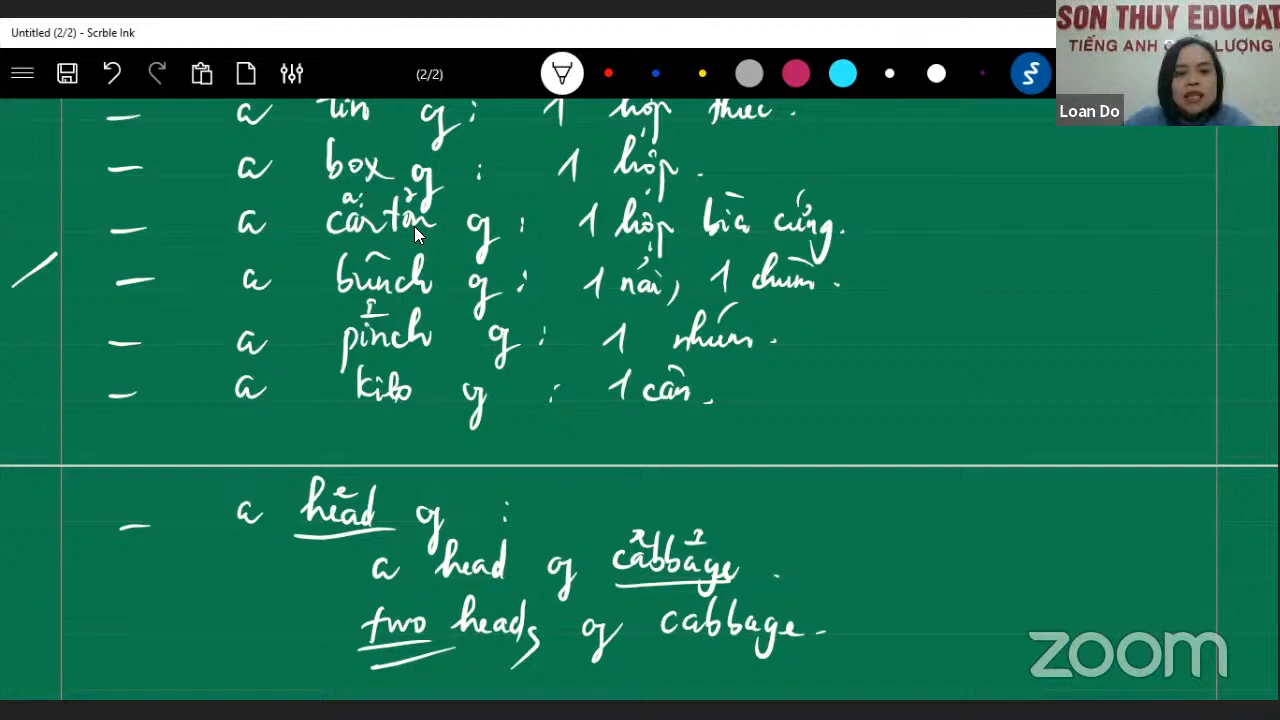 Untitled (2/2) - Scrble Ink
SON THUY EDUCAT
TIẾNG ANH LƯỢNG
(2/2)
Loan Do
- a tin of : 1 hộp thiếc.
- a box of : 1 hộp.
- a carton of : 1 hộp bìa cứng.
- a bunch of : 1 nải, 1 chùm.
- a pinch of : 1 nhúm.
- a kilo of : 1 cân.
- a head of :
a head of cabbage.
two heads of cabbage.
zoom